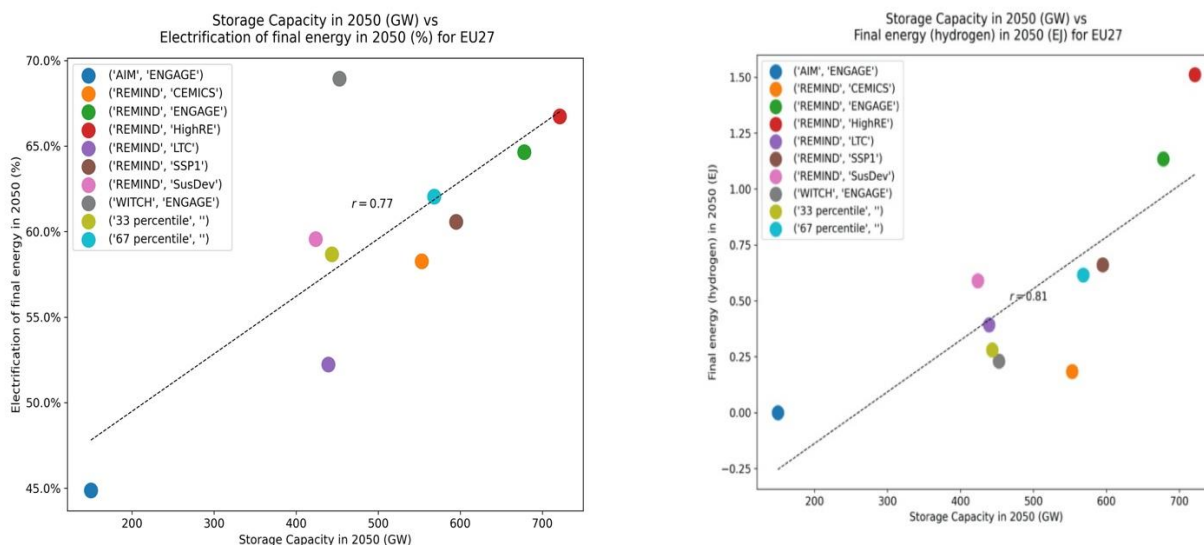 Storage Capacity in 2050 (GW) vs
Electrification of final energy in 2050 (%) for EU27
70.0%
65.0%
60.0%
55.0%
50.0%
45.0%
Electrification of final energy in 2050 (%)
('AIM', 'ENGAGE')
('REMIND', 'CEMICS')
('REMIND', 'ENGAGE')
('REMIND', 'HighRE')
('REMIND', 'LTC')
('REMIND', 'SSP1')
('REMIND', 'SusDev')
('WITCH', 'ENGAGE')
('33 percentile', '')
('67 percentile', '')
r = 0.77
200 300 400 500 600 700
Storage Capacity in 2050 (GW)
Storage Capacity in 2050 (GW) vs
Final energy (hydrogen) in 2050 (EJ) for EU27
1.50
1.25
1.00
0.75
0.50
0.25
0.00
−0.25
Final energy (hydrogen) in 2050 (EJ)
('AIM', 'ENGAGE')
('REMIND', 'CEMICS')
('REMIND', 'ENGAGE')
('REMIND', 'HighRE')
('REMIND', 'LTC')
('REMIND', 'SSP1')
('REMIND', 'SusDev')
('WITCH', 'ENGAGE')
('33 percentile', '')
('67 percentile', '')
r = 0.81
200 300 400 500 600 700
Storage Capacity in 2050 (GW)